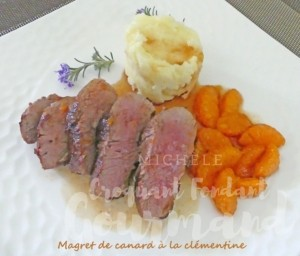 MICHÈLE
Croquant Fondant
Gourmand
Magret de canard à la clémentine